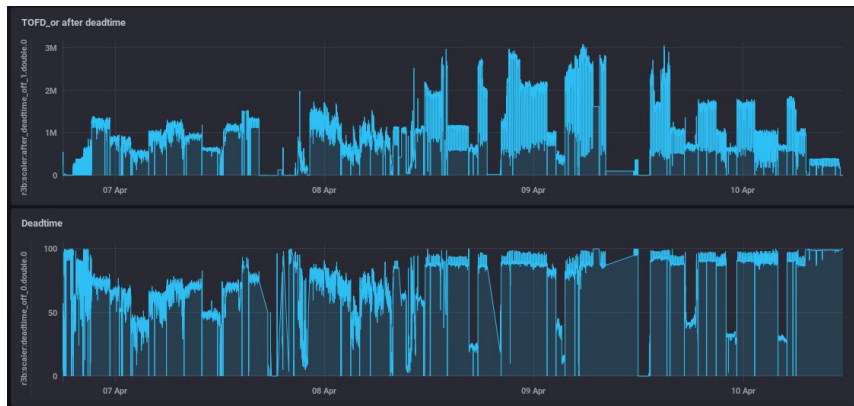 TOFD_or after deadtime
r3b:scaler:after_deadtime_off_1.double.0
3M
2M
1M
0
07 Apr 08 Apr 09 Apr 10 Apr
Deadtime
r3b:scaler:deadtime_off_0.double.0
100
50
0
07 Apr 08 Apr 09 Apr 10 Apr